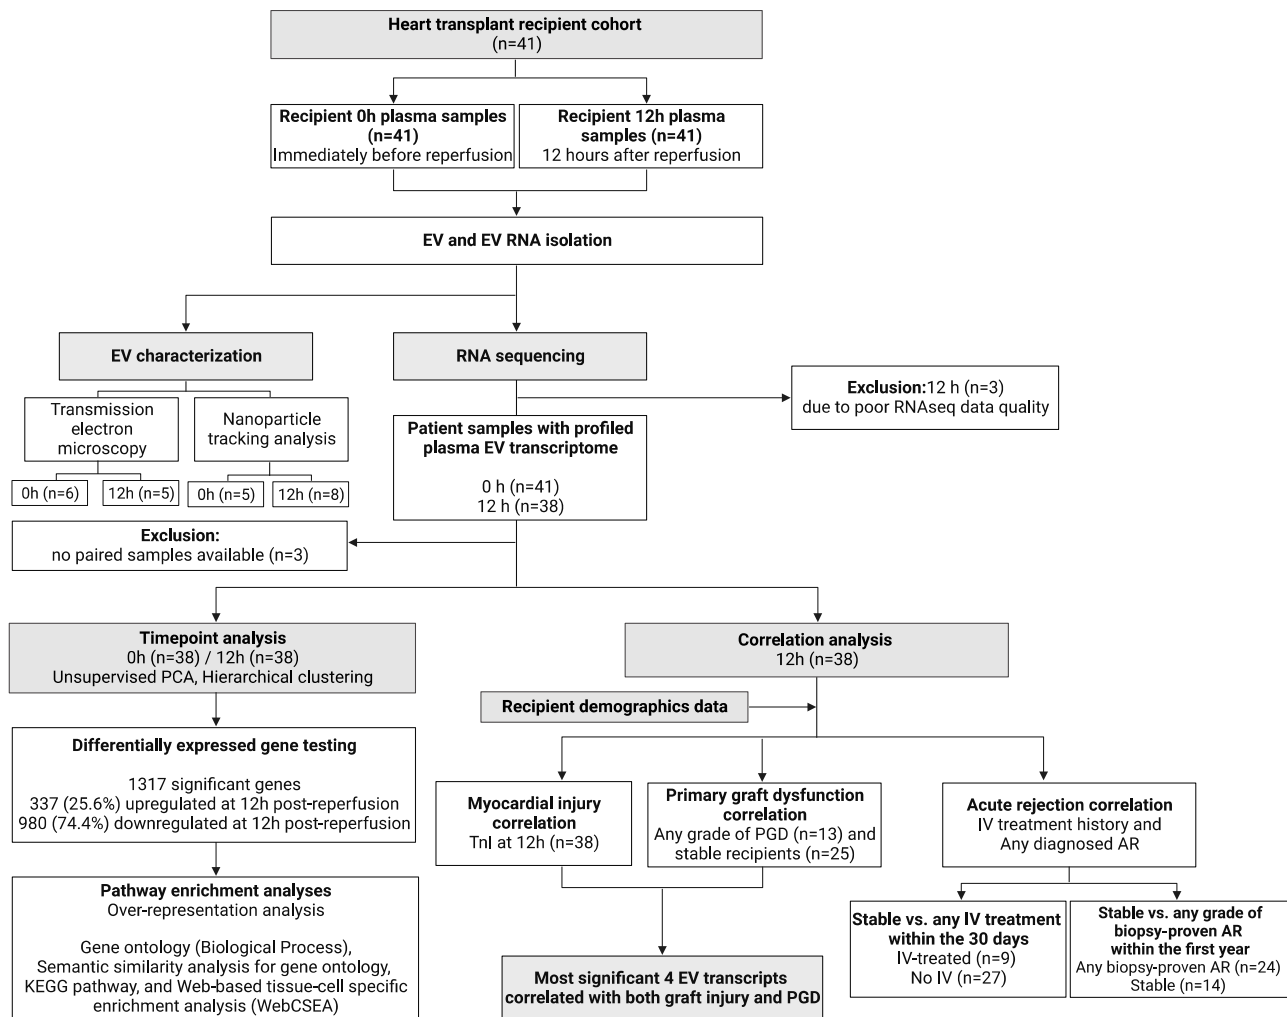 Heart transplant recipient cohort
(n=41)
Recipient 0h plasma samples
(n=41)
Immediately before reperfusion
Recipient 12h plasma
samples (n=41)
12 hours after reperfusion
EV and EV RNA isolation
EV characterization
RNA sequencing
Exclusion:12 h (n=3)
due to poor RNAseq data quality
Transmission
electron
microscopy
Nanoparticle
tracking analysis
0h (n=6)
12h (n=5)
0h (n=5)
12h (n=8)
Patient samples with profiled
plasma EV transcriptome
0 h (n=41)
12 h (n=38)
Exclusion:
no paired samples available (n=3)
Timepoint analysis
0h (n=38) / 12h (n=38)
Unsupervised PCA, Hierarchical clustering
Correlation analysis
12h (n=38)
Recipient demographics data
Differentially expressed gene testing
1317 significant genes
337 (25.6%) upregulated at 12h post-reperfusion
980 (74.4%) downregulated at 12h post-reperfusion
Myocardial injury
correlation
TnI at 12h (n=38)
Primary graft dysfunction
correlation
Any grade of PGD (n=13) and
stable recipients (n=25)
Acute rejection correlation
IV treatment history and
Any diagnosed AR
Pathway enrichment analyses
Over-representation analysis
Gene ontology (Biological Process),
Semantic similarity analysis for gene ontology,
KEGG pathway, and Web-based tissue-cell specific
enrichment analysis (WebCSEA)
Most significant 4 EV transcripts
correlated with both graft injury and PGD
Stable vs. any IV treatment
within the 30 days
IV-treated (n=9)
No IV (n=27)
Stable vs. any grade of
biopsy-proven AR
within the first year
Any biopsy-proven AR (n=24)
Stable (n=14)